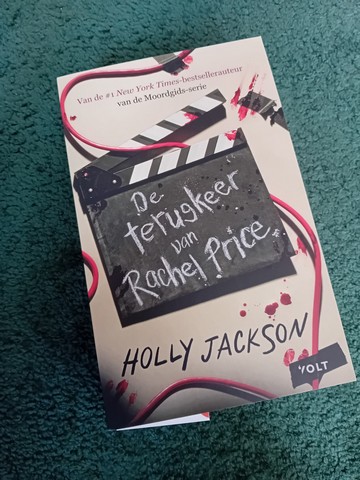 Van de #1 New York Times-bestsellerauteur
van de Moordgids-serie
De
terugkeer
van
Rachel Price.
HOLLY JACKSON
VOLT